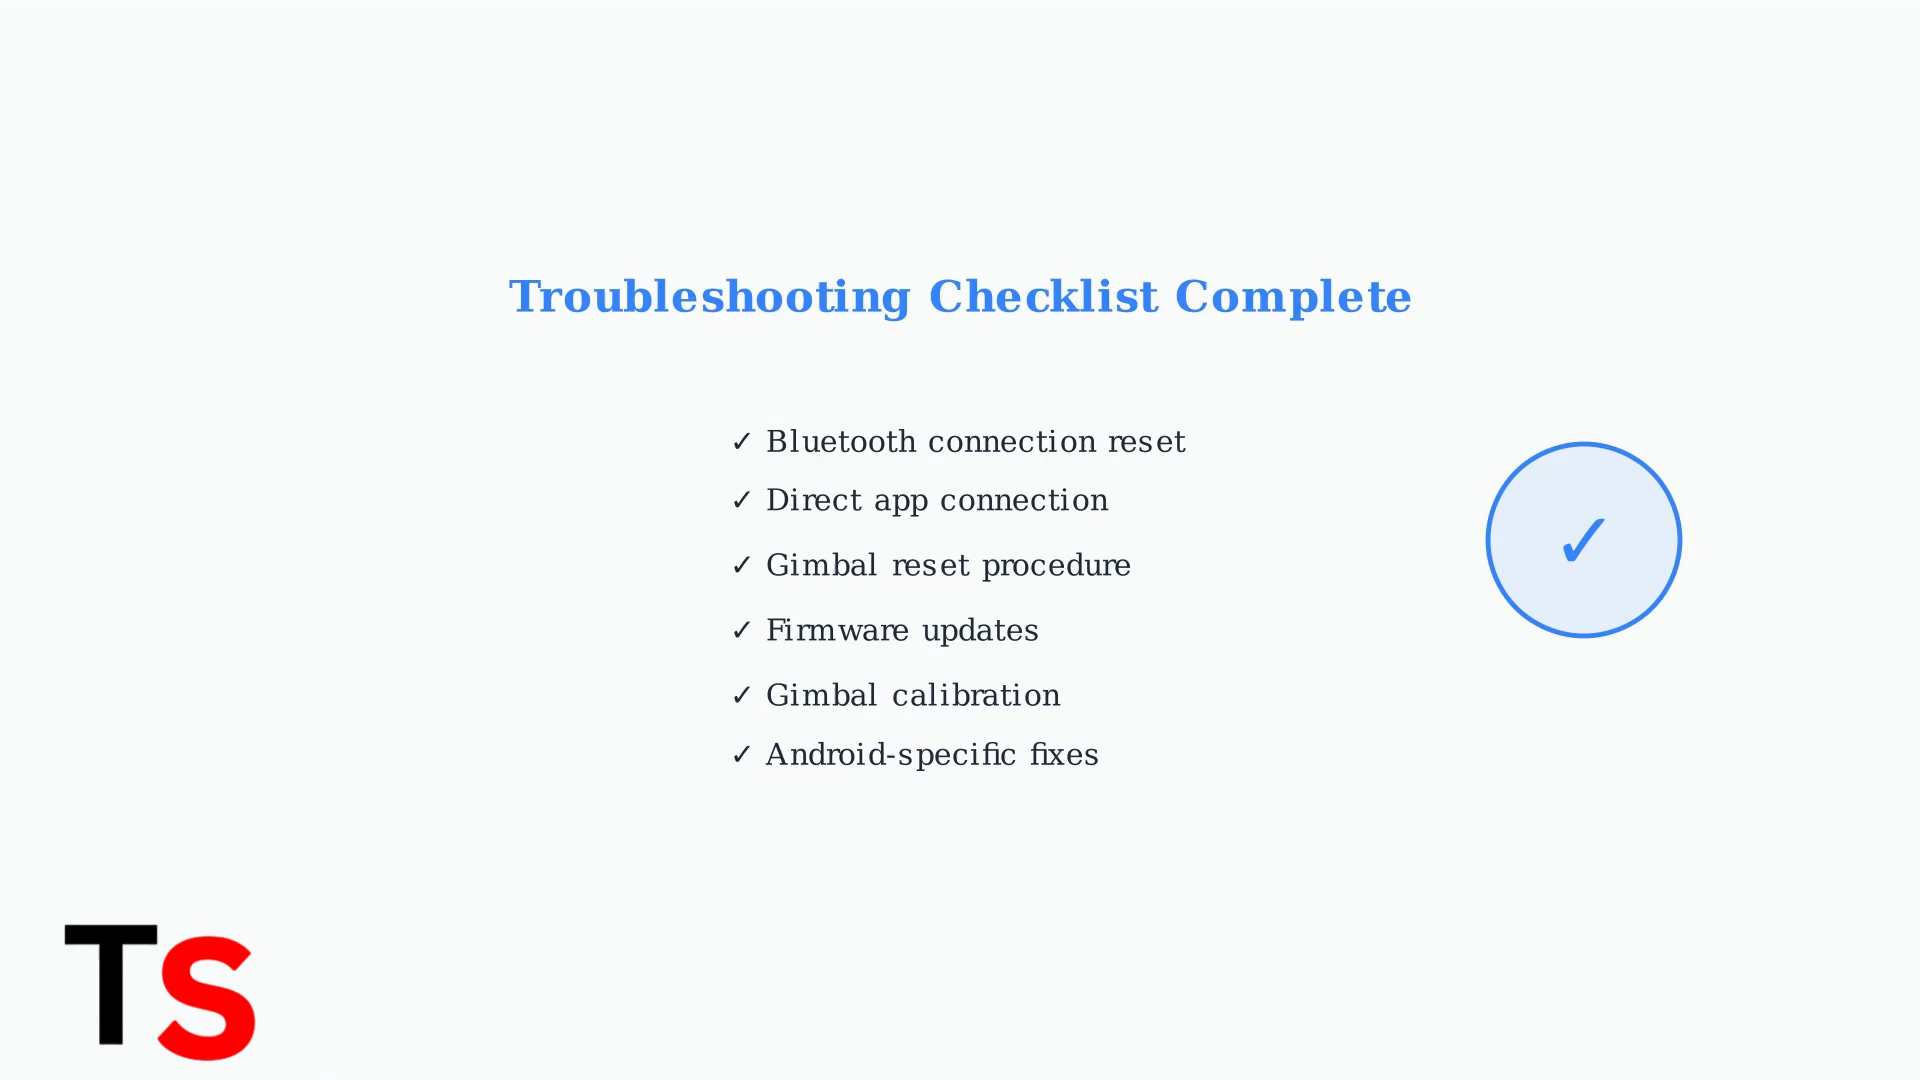 Troubleshooting Checklist Complete
✓ Bluetooth connection reset
✓ Direct app connection
✓ Gimbal reset procedure
✓ Firmware updates
✓ Gimbal calibration
✓ Android-specific fixes
✓
TS